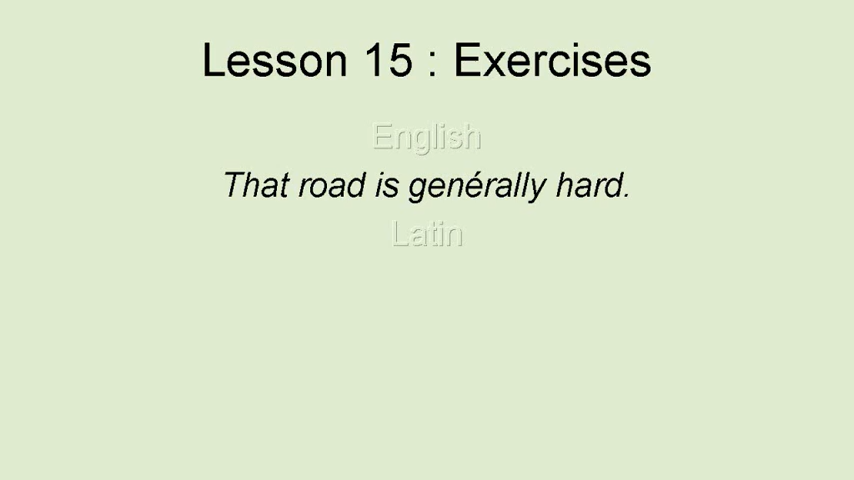 Lesson 15 : Exercises
English
That road is genérally hard.
Latin